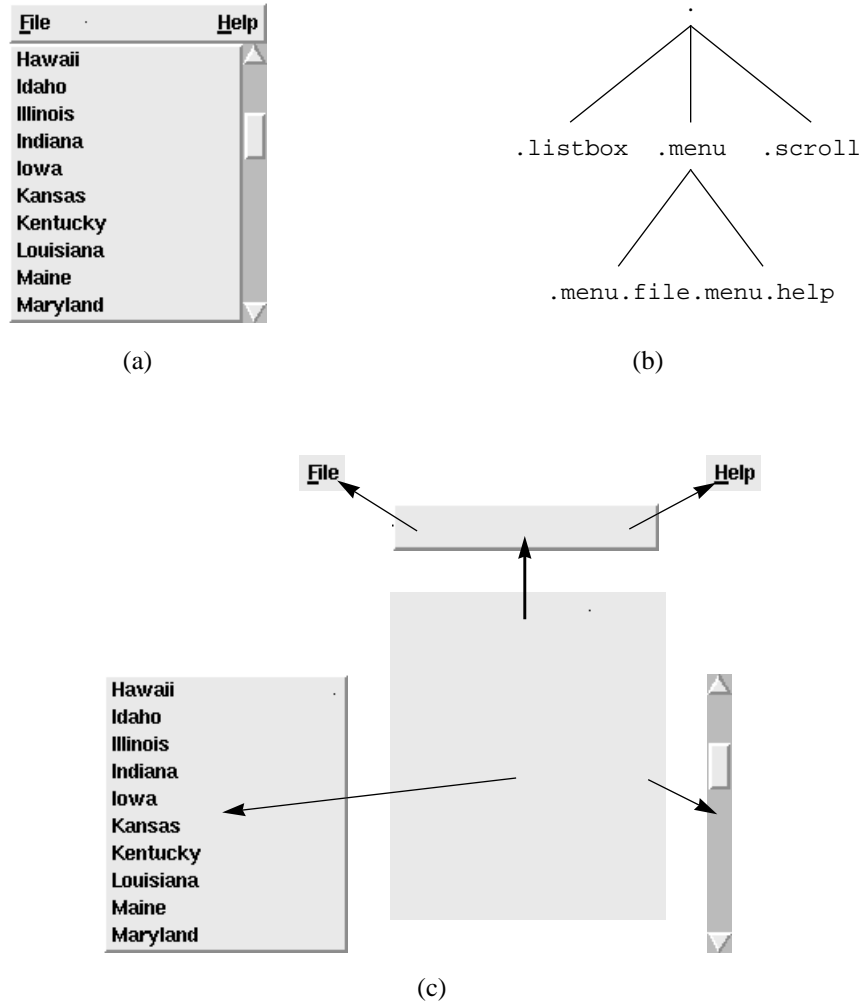 File Help
Hawaii
Idaho
Illinois
Indiana
Iowa
Kansas
Kentucky
Louisiana
Maine
Maryland
(a)
.
.listbox .menu .scroll
.menu.file.menu.help
(b)
File Help
Hawaii
Idaho
Illinois
Indiana
Iowa
Kansas
Kentucky
Louisiana
Maine
Maryland
(c)